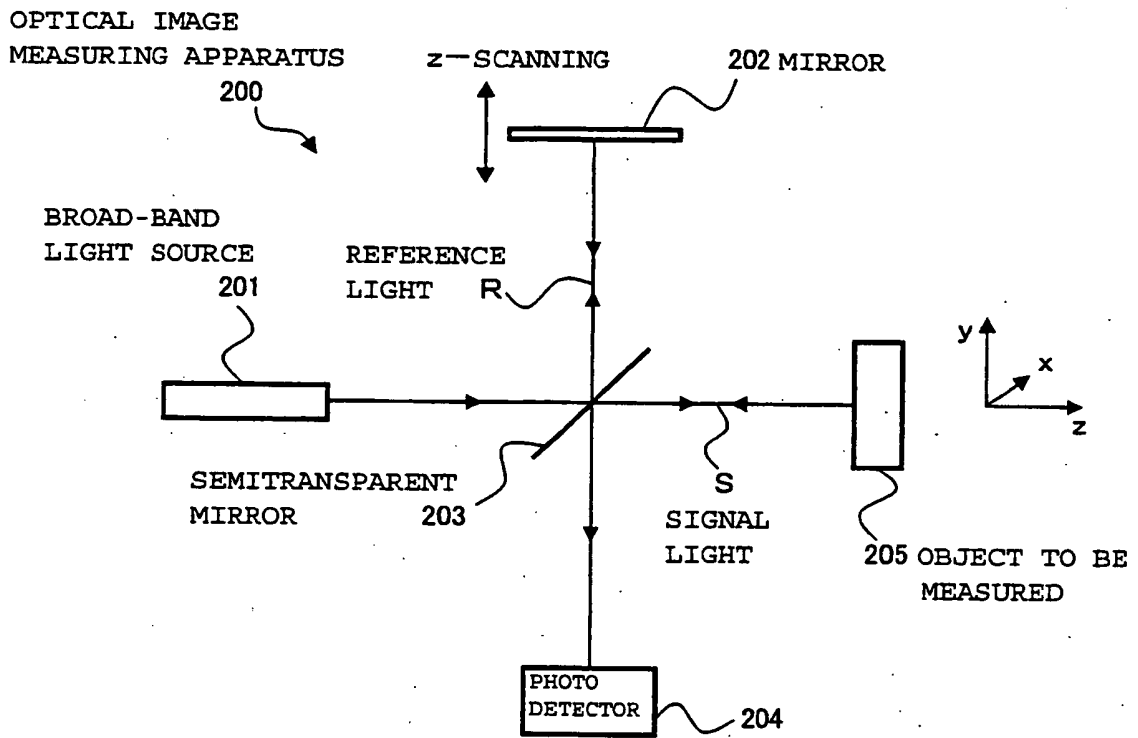 OPTICAL IMAGE
MEASURING APPARATUS
200
z—SCANNING
202 MIRROR
BROAD-BAND
LIGHT SOURCE
201
REFERENCE
LIGHT R
y
x
z
SEMITRANSPARENT
MIRROR 203
S
SIGNAL
LIGHT
205 OBJECT TO BE
MEASURED
PHOTO
DETECTOR
204